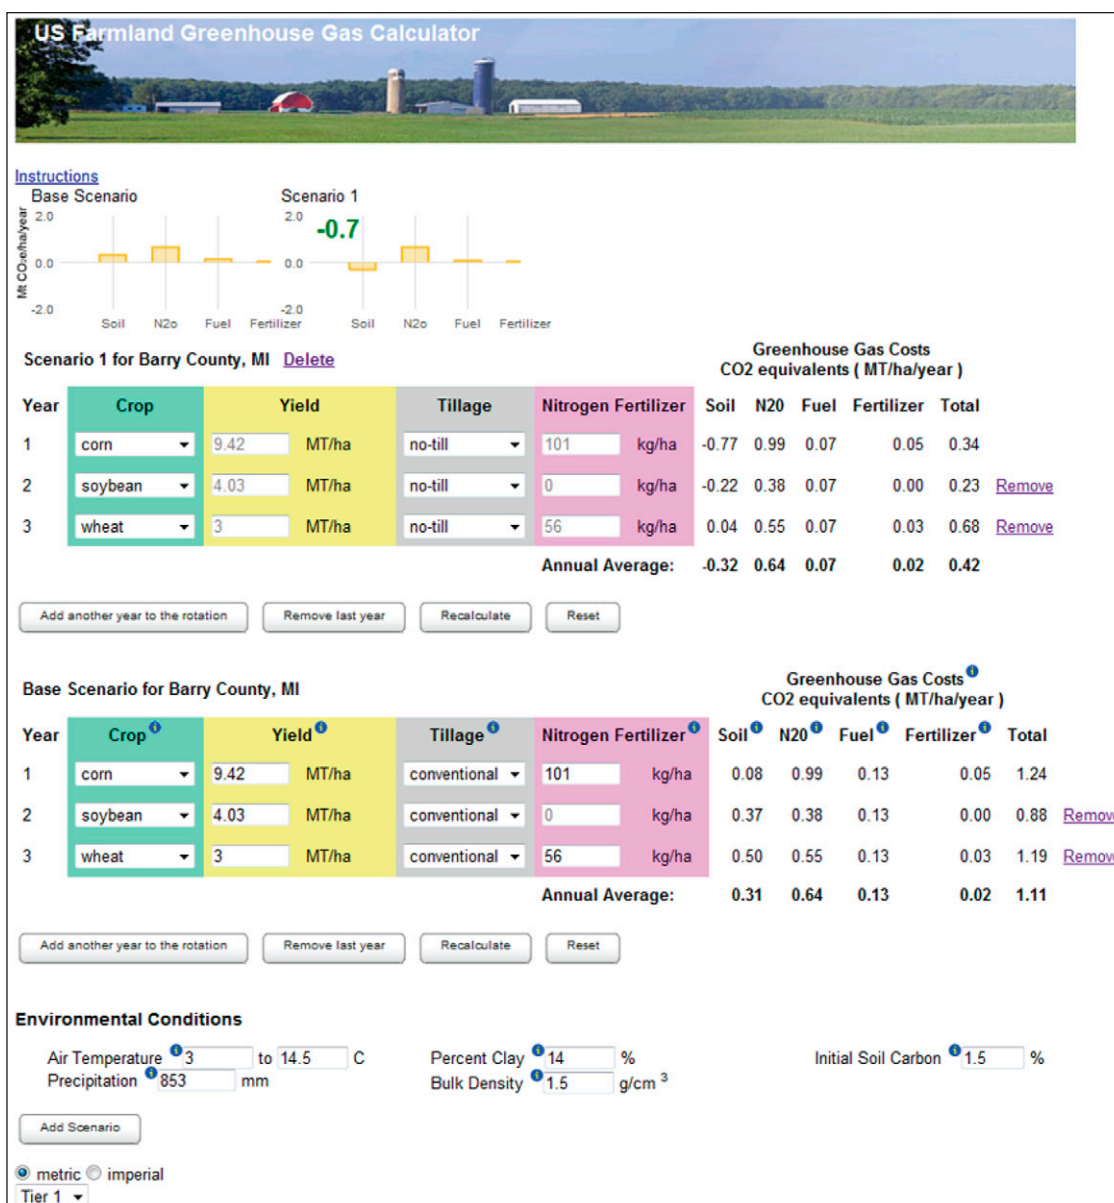 US Farmland Greenhouse Gas Calculator
Instructions
Base Scenario Scenario 1
Mt CO2e/ha/year
2.0 2.0 -0.7
0.0 0.0
-2.0 -2.0
Soil N2o Fuel Fertilizer Soil N2o Fuel Fertilizer
Scenario 1 for Barry County, MI Delete
Greenhouse Gas Costs
CO2 equivalents ( MT/ha/year )
Year Crop Yield Tillage Nitrogen Fertilizer Soil N20 Fuel Fertilizer Total
1 corn 9.42 MT/ha no-till 101 kg/ha -0.77 0.99 0.07 0.05 0.34
2 soybean 4.03 MT/ha no-till 0 kg/ha -0.22 0.38 0.07 0.00 0.23 Remove
3 wheat 3 MT/ha no-till 56 kg/ha 0.04 0.55 0.07 0.03 0.68 Remove
Annual Average: -0.32 0.64 0.07 0.02 0.42
Add another year to the rotation Remove last year Recalculate Reset
Base Scenario for Barry County, MI
Greenhouse Gas Costs i
CO2 equivalents ( MT/ha/year )
Year Crop i Yield i Tillage i Nitrogen Fertilizer i Soil i N20 i Fuel i Fertilizer i Total
1 corn 9.42 MT/ha conventional 101 kg/ha 0.08 0.99 0.13 0.05 1.24
2 soybean 4.03 MT/ha conventional 0 kg/ha 0.37 0.38 0.13 0.00 0.88 Remov
3 wheat 3 MT/ha conventional 56 kg/ha 0.50 0.55 0.13 0.03 1.19 Remov
Annual Average: 0.31 0.64 0.13 0.02 1.11
Add another year to the rotation Remove last year Recalculate Reset
Environmental Conditions
Air Temperature i 3 to 14.5 C Percent Clay i 14 % Initial Soil Carbon i 1.5 %
Precipitation i 853 mm Bulk Density i 1.5 g/cm 3
Add Scenario
metric imperial
Tier 1